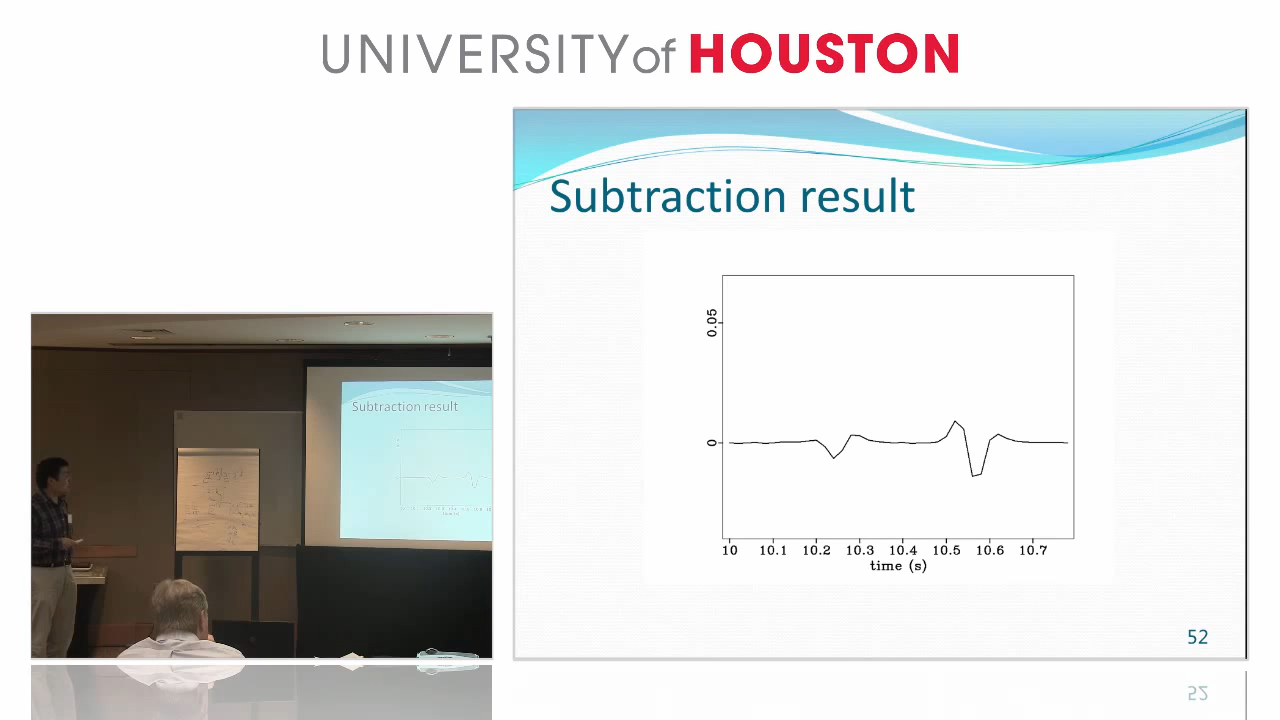 UNIVERSITY of HOUSTON
Subtraction result
0.05
0
10 10.1 10.2 10.3 10.4 10.5 10.6 10.7
time (s)
52
Subtraction result